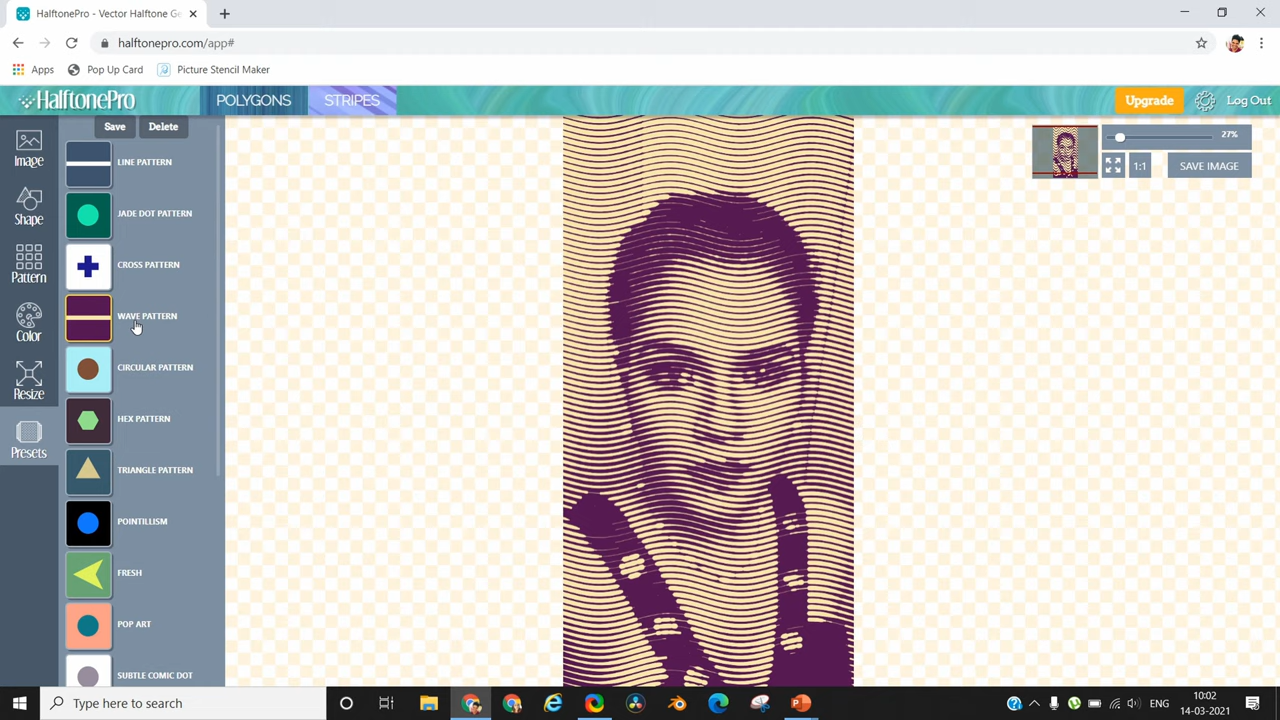 HalftonePro - Vector Halftone Ge
halftonepro.com/app#
Apps
Pop Up Card
Picture Stencil Maker
HalftonePro
POLYGONS
STRIPES
Upgrade
Log Out
Image
Shape
Pattern
Color
Resize
Presets
Save
Delete
LINE PATTERN
JADE DOT PATTERN
CROSS PATTERN
WAVE PATTERN
CIRCULAR PATTERN
HEX PATTERN
TRIANGLE PATTERN
POINTILLISM
FRESH
POP ART
SUBTLE COMIC DOT
27%
1:1
SAVE IMAGE
Type here to search
ENG
10:02
14-03-2021